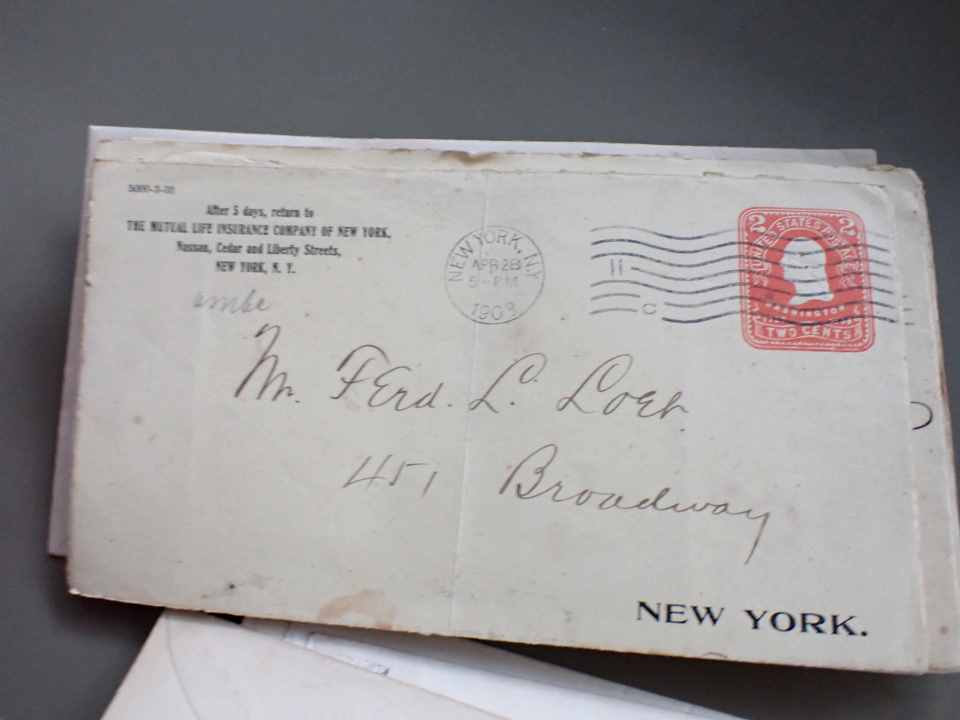 After 5 days, return to
THE MUTUAL LIFE INSURANCE COMPANY OF NEW YORK,
Nassau, Cedar and Liberty Streets,
NEW YORK, N. Y.
NEW YORK, N.Y.
APR 28
5-PM
11
C
2 2
UNITED STATES POSTAGE
WASHINGTON
TWO CENTS
Mr. Ferd. L. Loeb.
451 Broadway
NEW YORK.